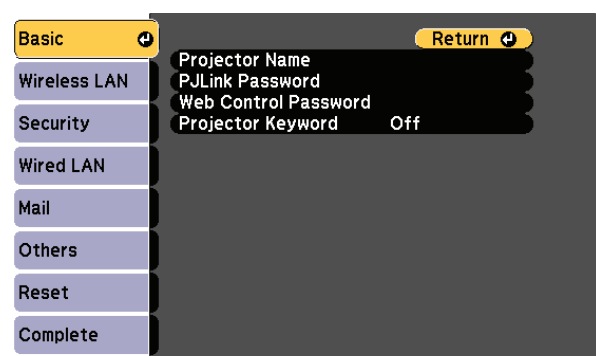 Basic
Wireless LAN
Security
Wired LAN
Mail
Others
Reset
Complete
Return
Projector Name
PJLink Password
Web Control Password
Projector Keyword Off